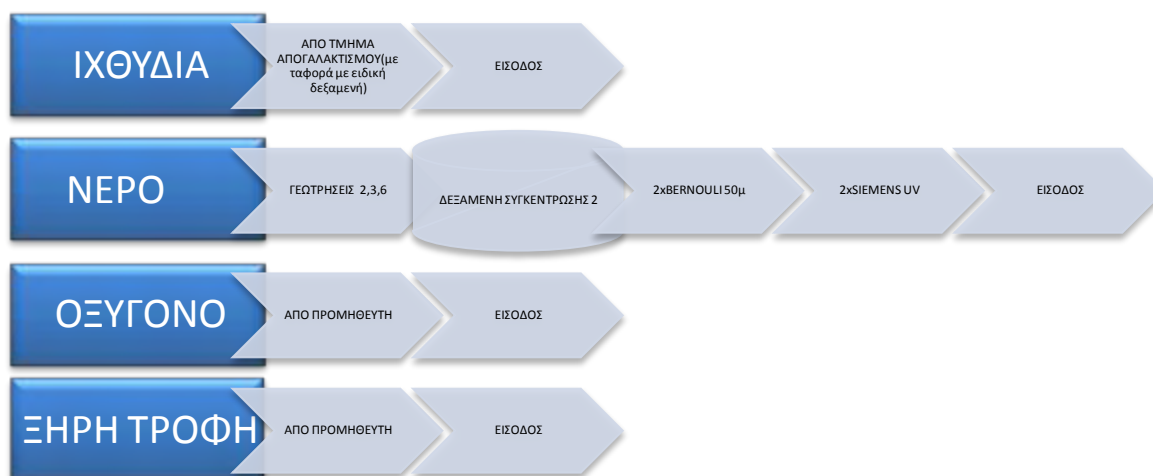 ΙΧΘΥΔΙΑ
ΑΠΟ ΤΜΗΜΑ
ΑΠΟΓΑΛΑΚΤΙΣΜΟΥ(με
ταφορά με ειδική
δεξαμενή)
ΕΙΣΟΔΟΣ
ΝΕΡΟ
ΓΕΩΤΡΗΣΕΙΣ 2,3,6
ΔΕΞΑΜΕΝΗ ΣΥΓΚΕΝΤΡΩΣΗΣ 2
2xBERNOULI 50μ
2xSIEMENS UV
ΕΙΣΟΔΟΣ
ΟΞΥΓΟΝΟ
ΑΠΟ ΠΡΟΜΗΘΕΥΤΗ
ΕΙΣΟΔΟΣ
ΞΗΡΗ ΤΡΟΦΗ
ΑΠΟ ΠΡΟΜΗΘΕΥΤΗ
ΕΙΣΟΔΟΣ